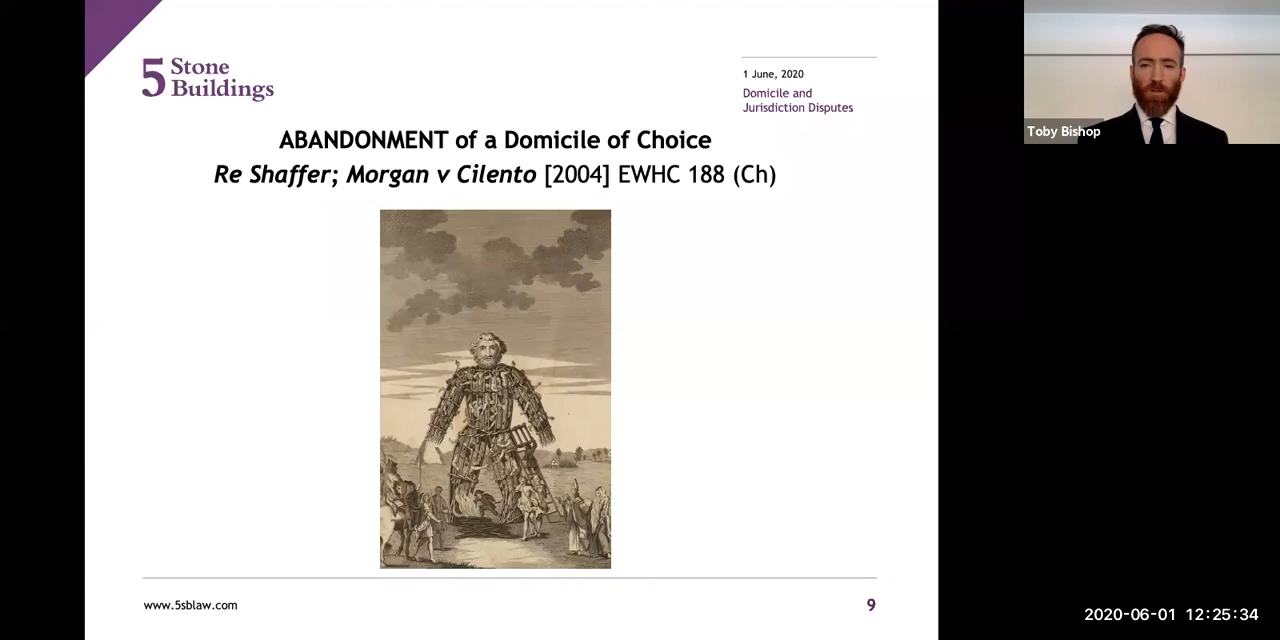 5 Stone
Buildings
1 June, 2020
Domicile and
Jurisdiction Disputes
ABANDONMENT of a Domicile of Choice
Re Shaffer; Morgan v Cilento [2004] EWHC 188 (Ch)
www.5sblaw.com
9
Toby Bishop
2020-06-01 12:25:34